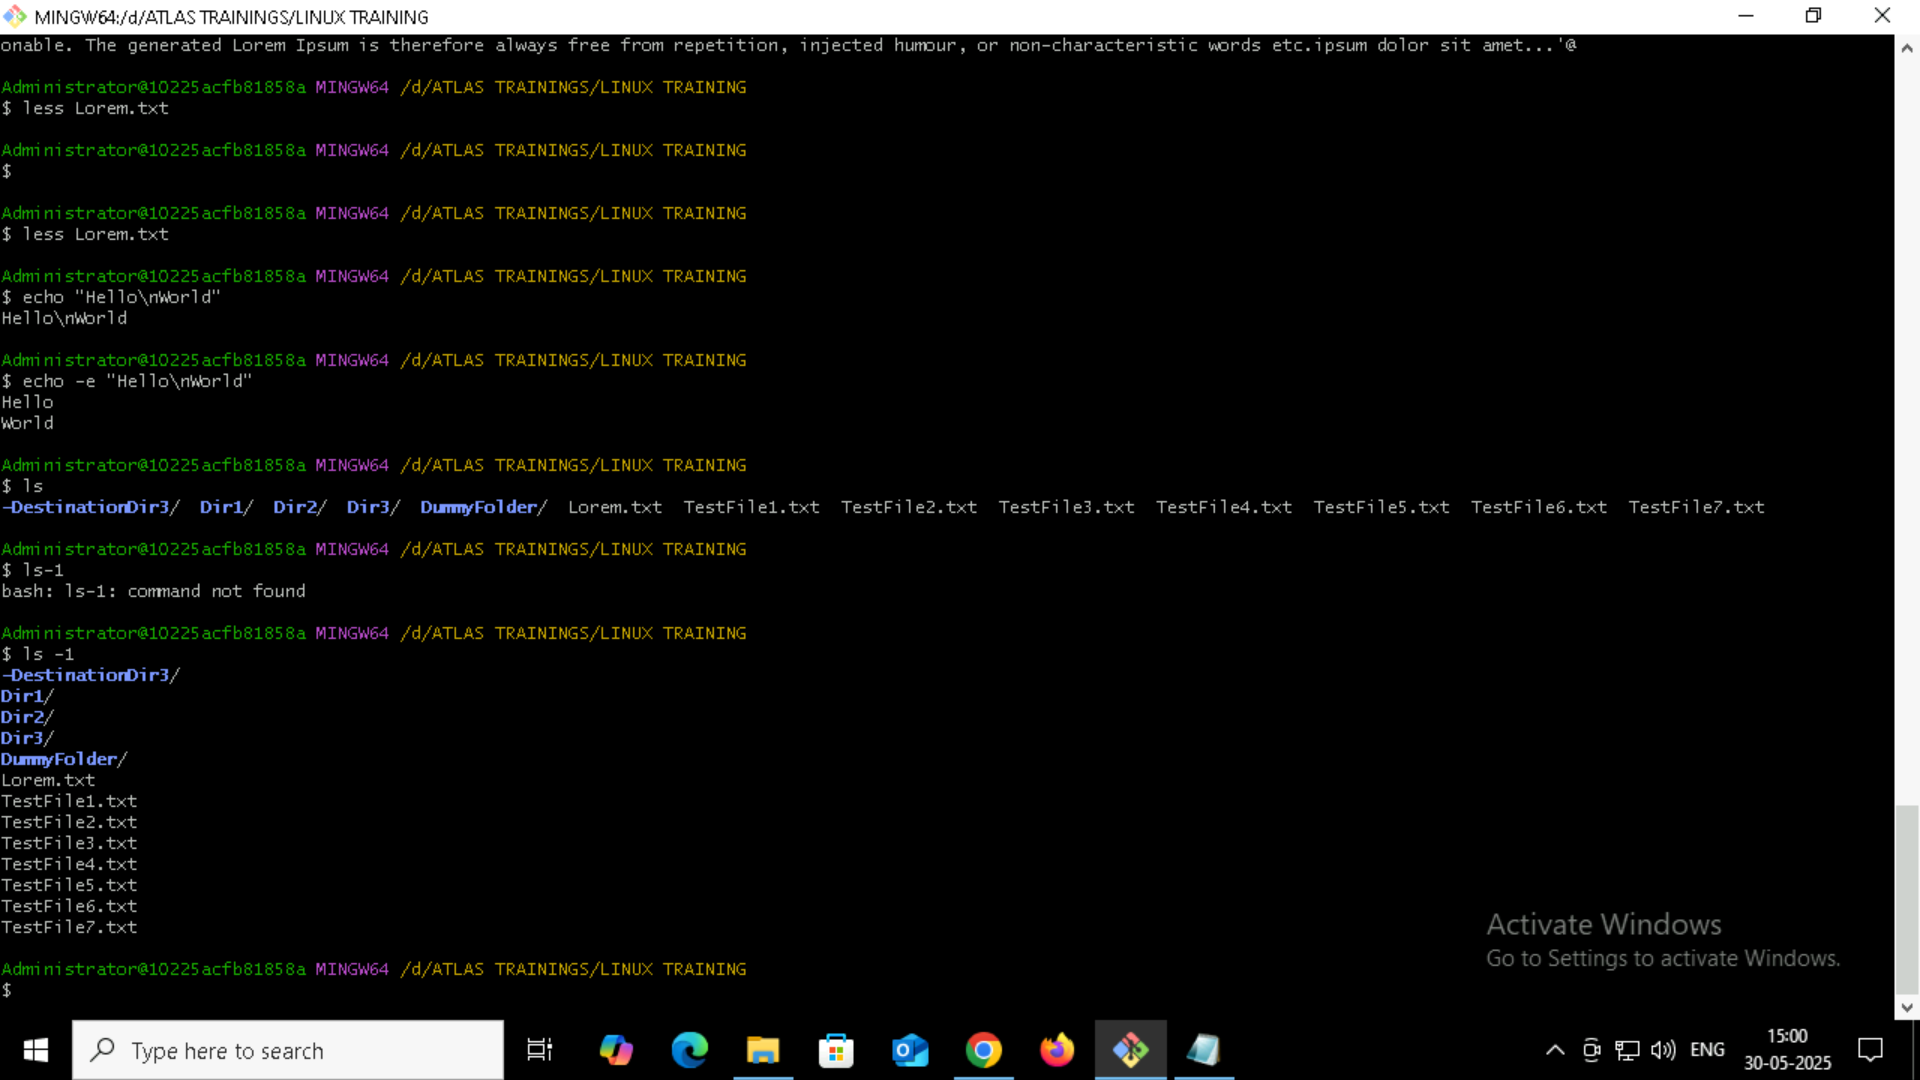 MINGW64:/d/ATLAS TRAININGS/LINUX TRAINING
onable. The generated Lorem Ipsum is therefore always free from repetition, injected humour, or non-characteristic words etc.ipsum dolor sit amet...'@
Administrator@10225acfb81858a MINGW64 /d/ATLAS TRAININGS/LINUX TRAINING
$ less Lorem.txt
Administrator@10225acfb81858a MINGW64 /d/ATLAS TRAININGS/LINUX TRAINING
$
Administrator@10225acfb81858a MINGW64 /d/ATLAS TRAININGS/LINUX TRAINING
$ less Lorem.txt
Administrator@10225acfb81858a MINGW64 /d/ATLAS TRAININGS/LINUX TRAINING
$ echo "Hello\nWorld"
Hello\nWorld
Administrator@10225acfb81858a MINGW64 /d/ATLAS TRAININGS/LINUX TRAINING
$ echo -e "Hello\nWorld"
Hello
World
Administrator@10225acfb81858a MINGW64 /d/ATLAS TRAININGS/LINUX TRAINING
$ ls
-DestinationDir3/  Dir1/  Dir2/  Dir3/  DummyFolder/  Lorem.txt  TestFile1.txt  TestFile2.txt  TestFile3.txt  TestFile4.txt  TestFile5.txt  TestFile6.txt  TestFile7.txt
Administrator@10225acfb81858a MINGW64 /d/ATLAS TRAININGS/LINUX TRAINING
$ ls-1
bash: ls-1: command not found
Administrator@10225acfb81858a MINGW64 /d/ATLAS TRAININGS/LINUX TRAINING
$ ls -1
-DestinationDir3/
Dir1/
Dir2/
Dir3/
DummyFolder/
Lorem.txt
TestFile1.txt
TestFile2.txt
TestFile3.txt
TestFile4.txt
TestFile5.txt
TestFile6.txt
TestFile7.txt
Administrator@10225acfb81858a MINGW64 /d/ATLAS TRAININGS/LINUX TRAINING
$
Activate Windows
Go to Settings to activate Windows.
Type here to search
ENG
15:00
30-05-2025